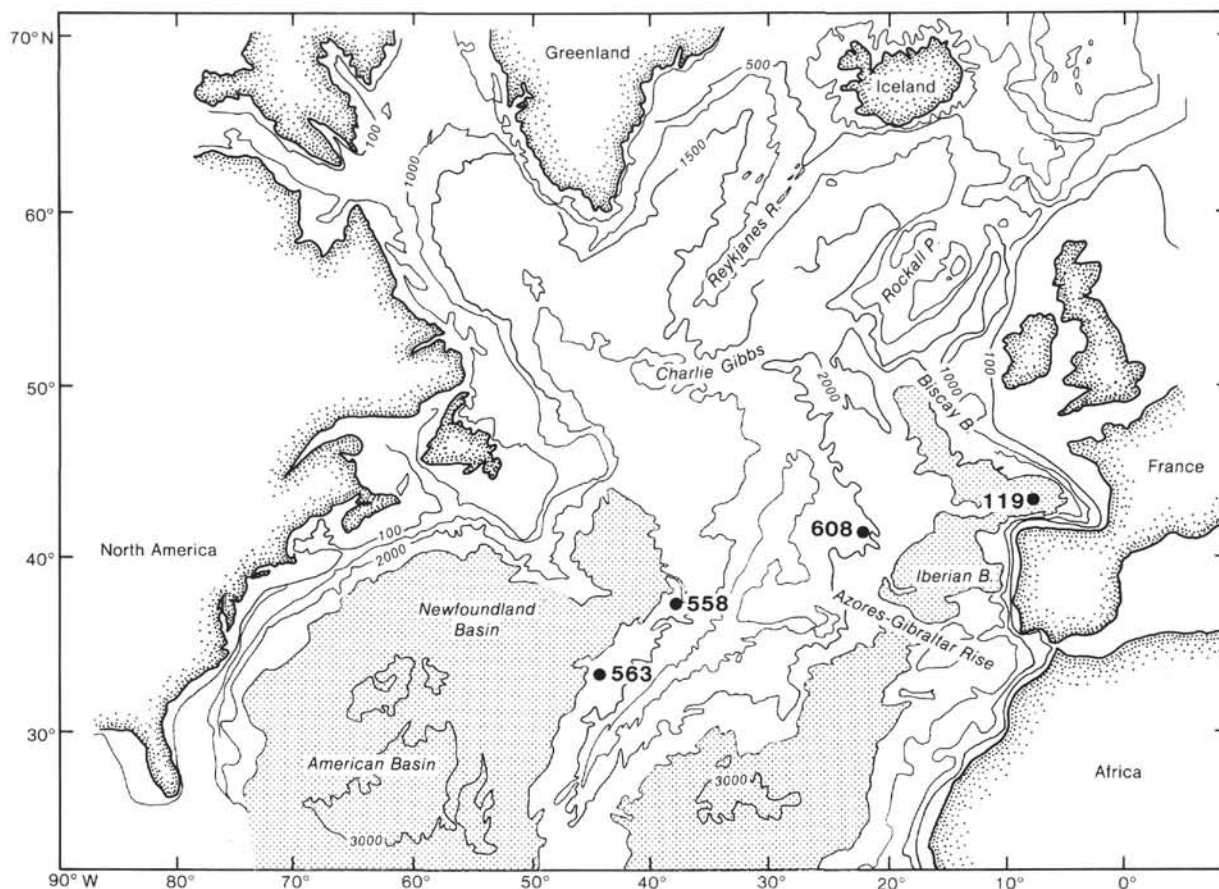 70° N
Greenland
500
Iceland
100
1000
1500
60°
Reykjanes R.
Rockall P.
50°
Charlie Gibbs
2000
Biscay B.
1000
100
France
119
608
North America
100
2000
40°
Iberian B.
Newfoundland
Basin
558
Azores-Gibraltar Rise
563
30°
American Basin
3000
3000
Africa
90° W
80°
70°
60°
50°
40°
30°
20°
10°
0°